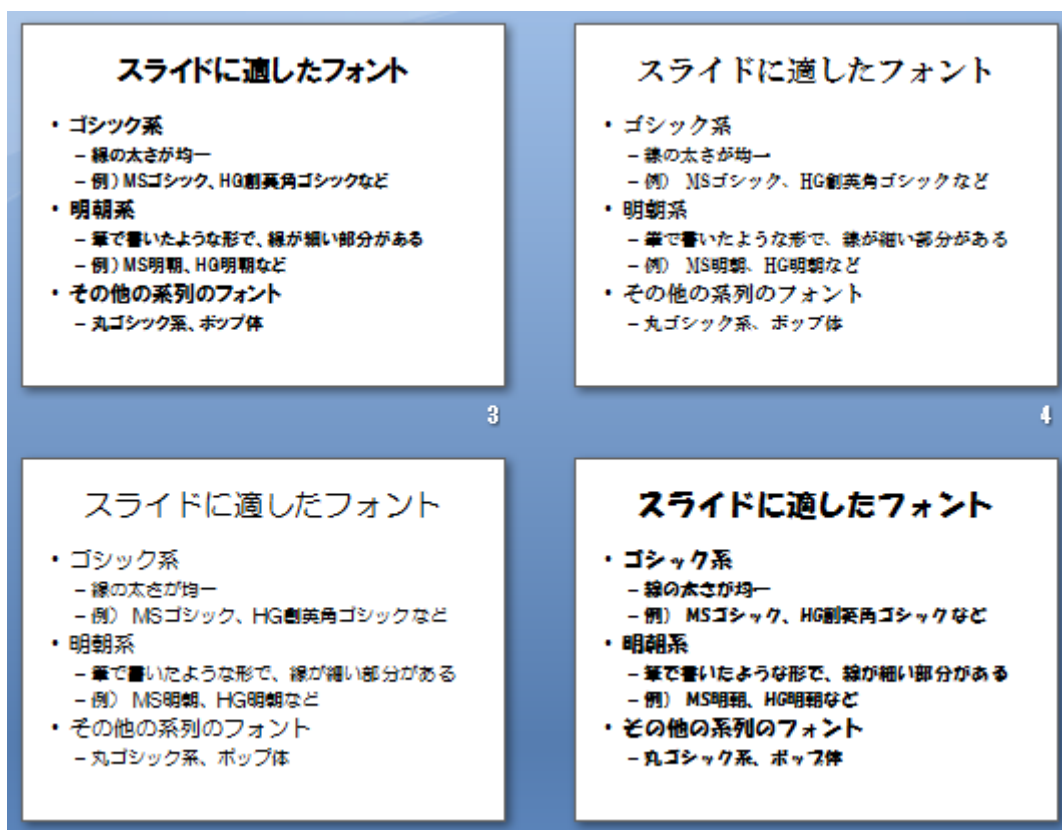 スライドに適したフォント
・ ゴシック系
– 線の太さが均一
– 例）MSゴシック、HG創英角ゴシックなど
・ 明朝系
– 筆で書いたような形で、線が細い部分がある
– 例）MS明朝、HG明朝など
・ その他の系列のフォント
– 丸ゴシック系、ポップ体
3
スライドに適したフォント
・ ゴシック系
– 線の太さが均一
– 例） MSゴシック、HG創英角ゴシックなど
・ 明朝系
– 筆で書いたような形で、線が細い部分がある
– 例） MS明朝、HG明朝など
・ その他の系列のフォント
– 丸ゴシック系、ポップ体
4
スライドに適したフォント
・ ゴシック系
– 線の太さが均一
– 例） MSゴシック、HG創英角ゴシックなど
・ 明朝系
– 筆で書いたような形で、線が細い部分がある
– 例） MS明朝、HG明朝など
・ その他の系列のフォント
– 丸ゴシック系、ポップ体
スライドに適したフォント
・ ゴシック系
– 線の太さが均一
– 例） MSゴシック、HG創英角ゴシックなど
・ 明朝系
– 筆で書いたような形で、線が細い部分がある
– 例） MS明朝、HG明朝など
・ その他の系列のフォント
– 丸ゴシック系、ポップ体